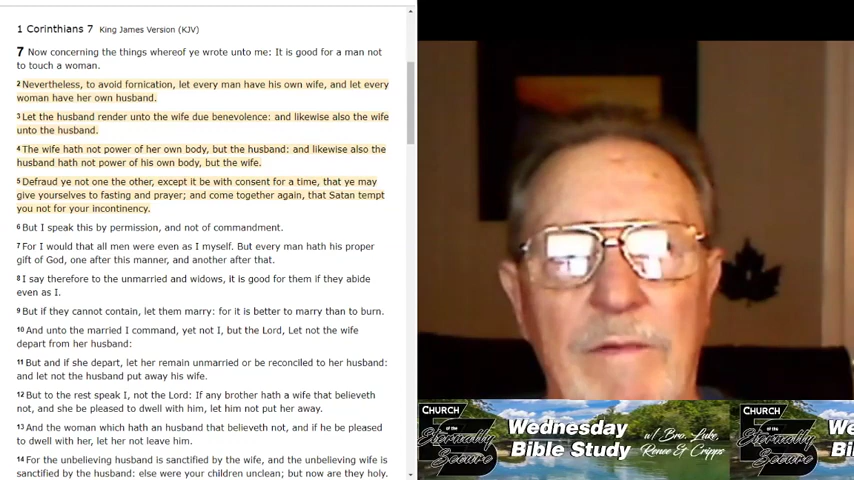 1 Corinthians 7 King James Version (KJV)
7 Now concerning the things whereof ye wrote unto me: It is good for a man not
to touch a woman.
2 Nevertheless, to avoid fornication, let every man have his own wife, and let every
woman have her own husband.
3 Let the husband render unto the wife due benevolence: and likewise also the wife
unto the husband.
4 The wife hath not power of her own body, but the husband: and likewise also the
husband hath not power of his own body, but the wife.
5 Defraud ye not one the other, except it be with consent for a time, that ye may
give yourselves to fasting and prayer; and come together again, that Satan tempt
you not for your incontinency.
6 But I speak this by permission, and not of commandment.
7 For I would that all men were even as I myself. But every man hath his proper
gift of God, one after this manner, and another after that.
8 I say therefore to the unmarried and widows, it is good for them if they abide
even as I.
9 But if they cannot contain, let them marry: for it is better to marry than to burn.
10 And unto the married I command, yet not I, but the Lord, Let not the wife
depart from her husband:
11 But and if she depart, let her remain unmarried or be reconciled to her husband:
and let not the husband put away his wife.
12 But to the rest speak I, not the Lord: If any brother hath a wife that believeth
not, and she be pleased to dwell with him, let him not put her away.
13 And the woman which hath an husband that believeth not, and if he be pleased
to dwell with her, let her not leave him.
14 For the unbelieving husband is sanctified by the wife, and the unbelieving wife is
sanctified by the husband: else were your children unclean; but now are they holy.
CHURCH
of the
Eternally
Secure
Wednesday
Bible Study
w/ Bro. Luke,
Renee & Cripps
CHURCH
of the
Eternally
Secure
We
Bi